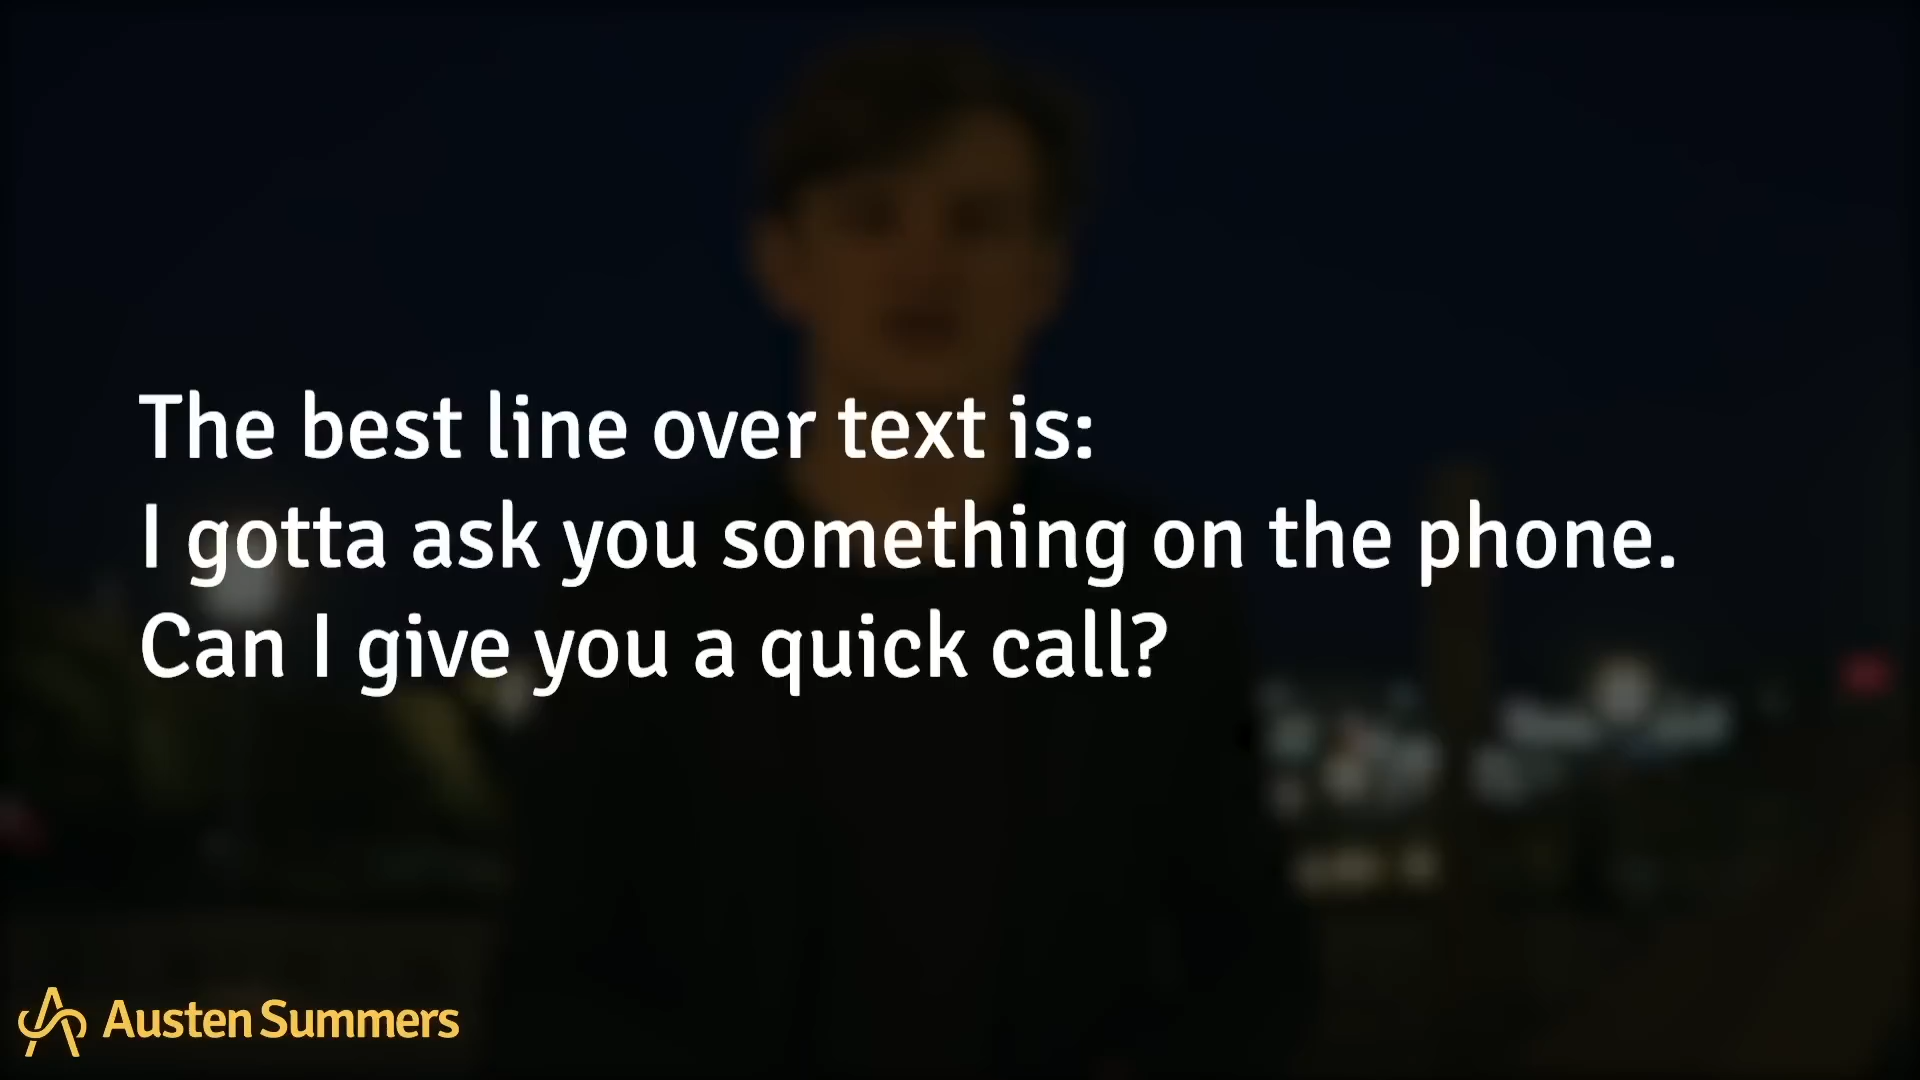 The best line over text is:
I gotta ask you something on the phone.
Can I give you a quick call?
Austen Summers